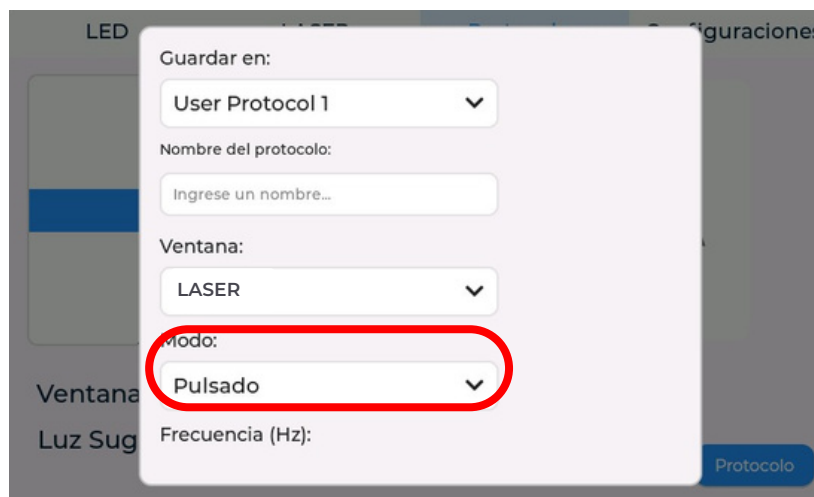 LED
Guardar en:
User Protocol 1
Nombre del protocolo:
Ingrese un nombre...
Ventana:
LASER
Modo:
Pulsado
Frecuencia (Hz):
Ventana
Luz Sug
Protocolo